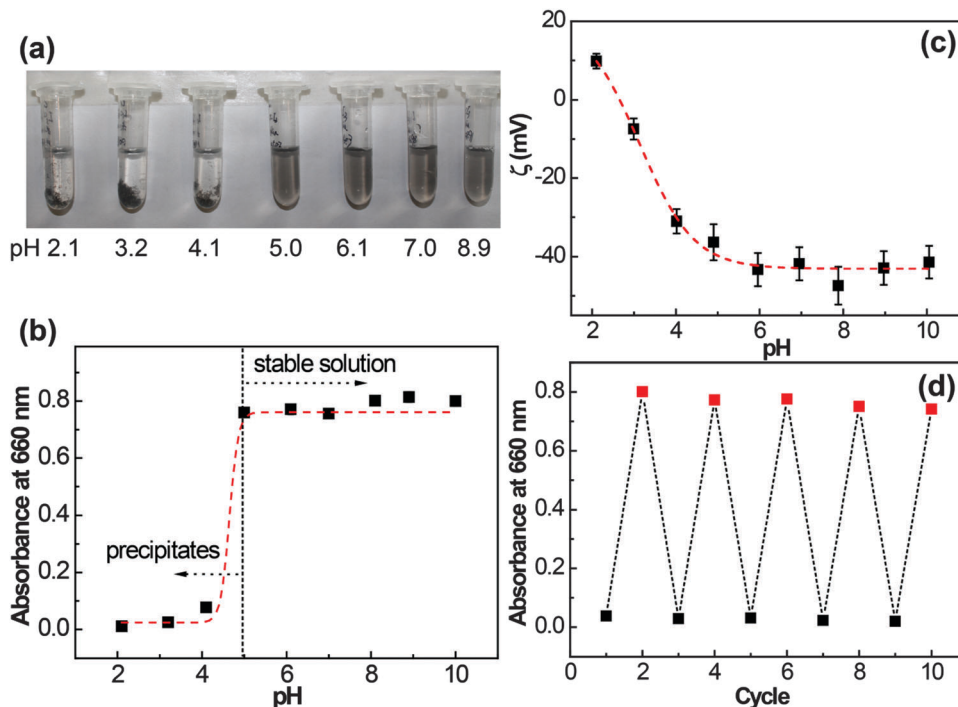 (a)
pH 2.1 3.2 4.1 5.0 6.1 7.0 8.9
(b)
Absorbance at 660 nm
0.8
0.6
0.4
0.2
0.0
stable solution
precipitates
2 4 6 8 10
pH
(c)
ζ (mV)
20
0
-20
-40
2 4 6 8 10
pH
(d)
Absorbance at 660 nm
0.8
0.6
0.4
0.2
0.0
0 2 4 6 8 10
Cycle